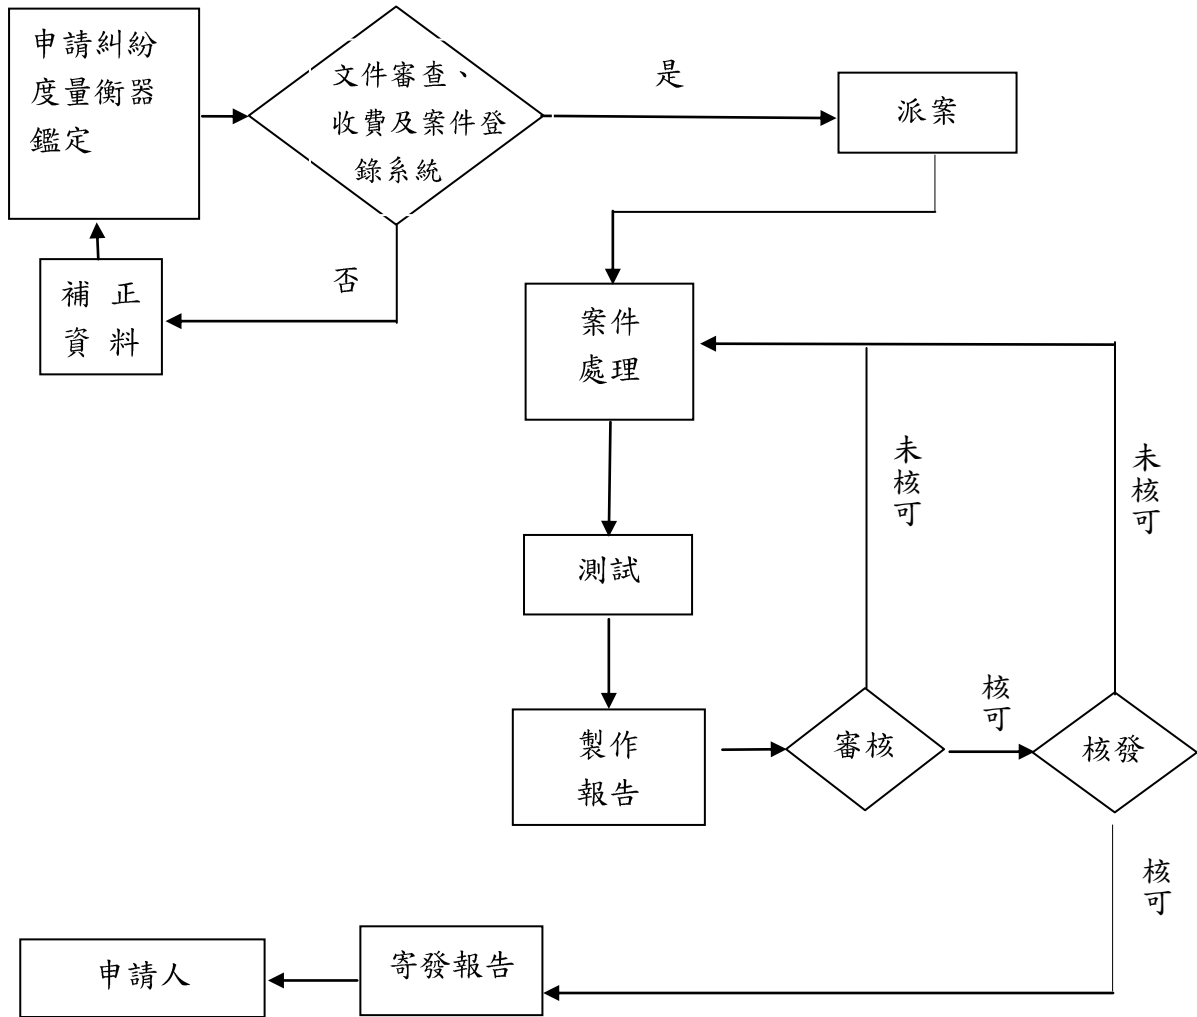 申請糾紛
度量衡器
鑑定
文件審查、
收費及案件登
錄系統
是
派案
否
補 正
資 料
案件
處理
未核可
未核可
測試
製作
報告
審核
核可
核發
核可
寄發報告
申請人